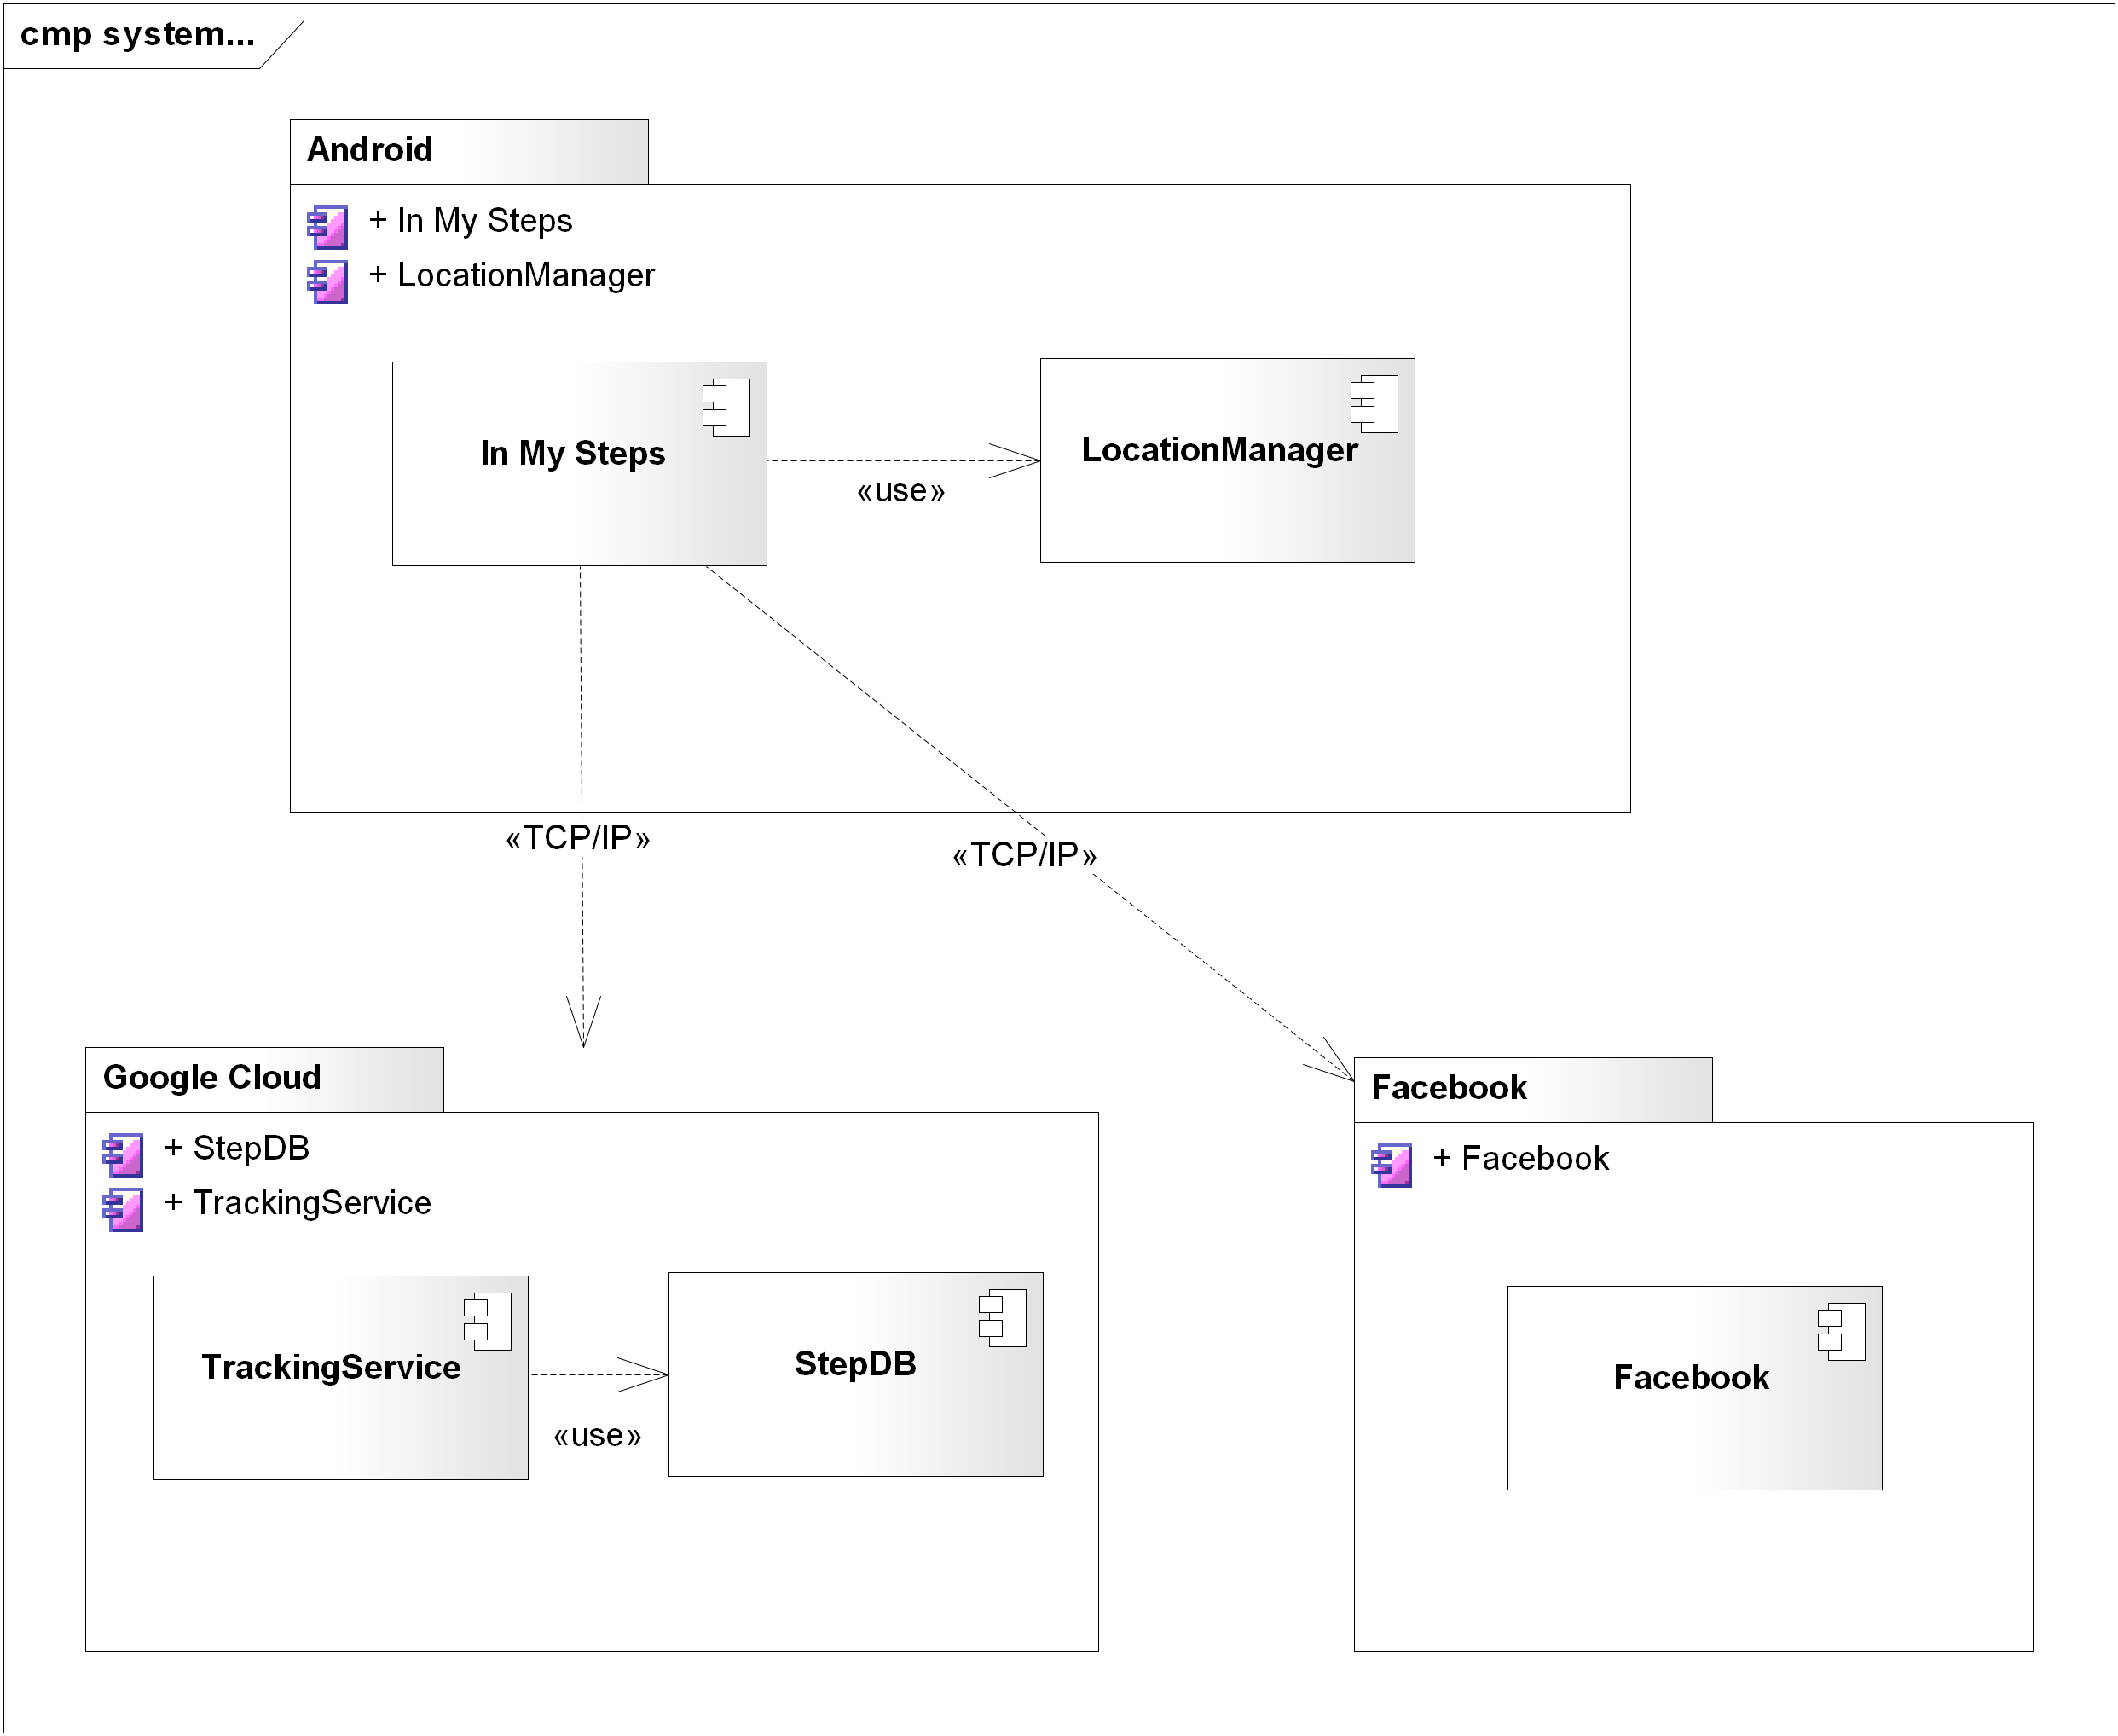 cmp system...
Android
+ In My Steps
+ LocationManager
In My Steps
LocationManager
«use»
«TCP/IP»
«TCP/IP»
Google Cloud
+ StepDB
+ TrackingService
TrackingService
StepDB
«use»
Facebook
+ Facebook
Facebook